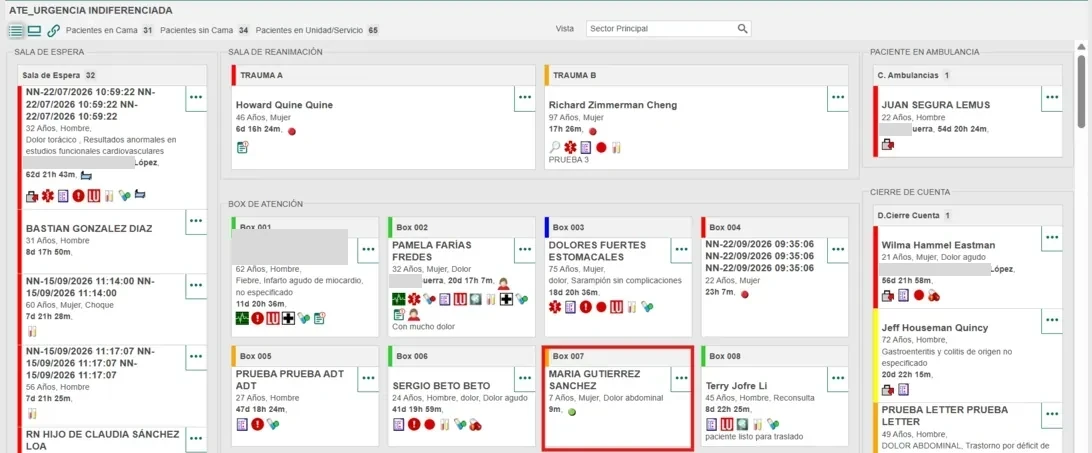 ATE_URGENCIA INDIFERENCIADA
Pacientes en Cama 31 Pacientes sin Cama 34 Pacientes en Unidad/Servicio 65
Vista Sector Principal
SALA DE ESPERA
Sala de Espera 32
NN-22/07/2026 10:59:22 NN-
22/07/2026 10:59:22 NN-
22/07/2026 10:59:22
32 Años, Hombre,
Dolor torácico , Resultados anormales en
estudios funcionales cardiovasculares
López,
62d 21h 43m,
BASTIAN GONZALEZ DIAZ
31 Años, Hombre
8d 17h 50m,
NN-15/09/2026 11:14:00 NN-
15/09/2026 11:14:00
60 Años, Mujer, Choque
7d 21h 28m,
NN-15/09/2026 11:17:07 NN-
15/09/2026 11:17:07 NN-
15/09/2026 11:17:07
56 Años, Hombre
7d 21h 25m,
RN HIJO DE CLAUDIA SÁNCHEZ
LOA
SALA DE REANIMACIÓN
TRAUMA A
Howard Quine Quine
46 Años, Mujer
6d 16h 24m,
TRAUMA B
Richard Zimmerman Cheng
97 Años, Mujer
17h 26m,
PRUEBA 3
BOX DE ATENCIÓN
Box 001
62 Años, Hombre,
Fiebre, Infarto agudo de miocardio,
no especificado
11d 20h 36m,
Box 002
PAMELA FARÍAS
FREDES
32 Años, Mujer, Dolor
uerra, 20d 17h 7m,
Con mucho dolor
Box 003
DOLORES FUERTES
ESTOMACALES
75 Años, Mujer,
dolor, Sarampión sin complicaciones
18d 20h 36m,
Box 004
NN-22/09/2026 09:35:06
NN-22/09/2026 09:35:06
NN-22/09/2026 09:35:06
22 Años, Mujer
23h 7m,
Box 005
PRUEBA PRUEBA ADT
ADT
27 Años, Hombre
47d 18h 24m,
Box 006
SERGIO BETO BETO
24 Años, Hombre, dolor, Dolor agudo
41d 19h 59m,
Box 007
MARIA GUTIERREZ
SANCHEZ
7 Años, Mujer, Dolor abdominal
9m,
Box 008
Terry Jofre Li
45 Años, Hombre, Reconsulta
8d 22h 25m,
paciente listo para traslado
PACIENTE EN AMBULANCIA
C. Ambulancias 1
JUAN SEGURA LEMUS
22 Años, Hombre
uerra, 54d 20h 24m,
CIERRE DE CUENTA
D.Cierre Cuenta 1
Wilma Hammel Eastman
21 Años, Mujer, Dolor agudo
López,
56d 21h 58m,
Jeff Houseman Quincy
72 Años, Hombre,
Gastroenteritis y colitis de origen no
especificado
20d 22h 15m,
PRUEBA LETTER PRUEBA
LETTER
49 Años, Hombre,
DOLOR ABDOMINAL, Trastorno por déficit de